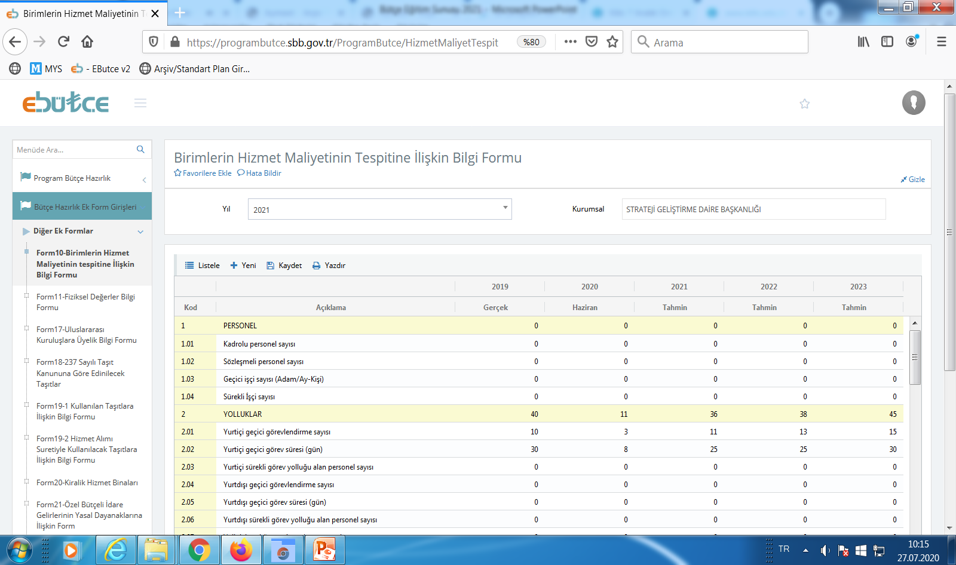 Birimlerin Hizmet Maliyetinin T
https://programbutce.sbb.gov.tr/ProgramButce/HizmetMaliyetTespit
%80
Arama
MYS
- EButce v2
Arşiv/Standart Plan Gir...
ebütçe
Menüde Ara...
Program Bütçe Hazırlık
Bütçe Hazırlık Ek Form Girişleri
Diğer Ek Formlar
Form10-Birimlerin Hizmet
Maliyetinin tespitine İlişkin
Bilgi Formu
Form11-Fiziksel Değerler Bilgi
Formu
Form17-Uluslararası
Kuruluşlara Üyelik Bilgi Formu
Form18-237 Sayılı Taşıt
Kanununa Göre Edinilecek
Taşıtlar
Form19-1 Kullanılan Taşıtlara
İlişkin Bilgi Formu
Form19-2 Hizmet Alımı
Suretiyle Kullanılacak Taşıtlara
İlişkin Bilgi Formu
Form20-Kiralik Hizmet Binaları
Form21-Özel Bütçeli İdare
Gelirlerinin Yasal Dayanaklarına
İlişkin Form
Birimlerin Hizmet Maliyetinin Tespitine İlişkin Bilgi Formu
Favorilere Ekle Hata Bildir
Gizle
Yıl 2021 Kurumsal STRATEJİ GELİŞTİRME DAİRE BAŞKANLIĞI
Listele Yeni Kaydet Yazdır
2019 2020 2021 2022 2023
Kod Açıklama Gerçek Haziran Tahmin Tahmin Tahmin
1 PERSONEL 0 0 0 0 0
1.01 Kadrolu personel sayısı 0 0 0 0 0
1.02 Sözleşmeli personel sayısı 0 0 0 0 0
1.03 Geçici işçi sayısı (Adam/Ay-Kişi) 0 0 0 0 0
1.04 Sürekli İşçi sayısı 0 0 0 0 0
2 YOLLUKLAR 40 11 36 38 45
2.01 Yurtiçi geçici görevlendirme sayısı 10 3 11 13 15
2.02 Yurtiçi geçici görev süresi (gün) 30 8 25 25 30
2.03 Yurtiçi sürekli görev yolluğu alan personel sayısı 0 0 0 0 0
2.04 Yurtdışı geçici görevlendirme sayısı 0 0 0 0 0
2.05 Yurtdışı geçici görev süresi (gün) 0 0 0 0 0
2.06 Yurtdışı sürekli görev yolluğu alan personel sayısı 0 0 0 0 0
TR
10:15
27.07.2020